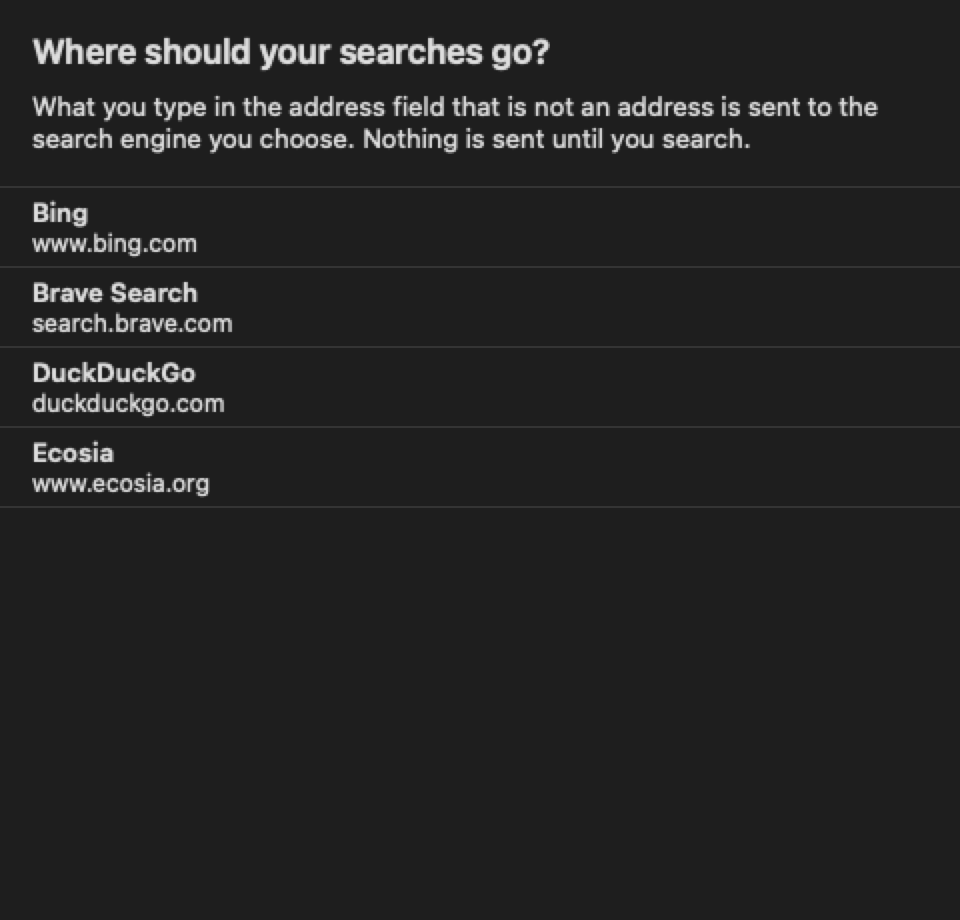 Where should your searches go?
What you type in the address field that is not an address is sent to the
search engine you choose. Nothing is sent until you search.
Bing
www.bing.com
Brave Search
search.brave.com
DuckDuckGo
duckduckgo.com
Ecosia
www.ecosia.org